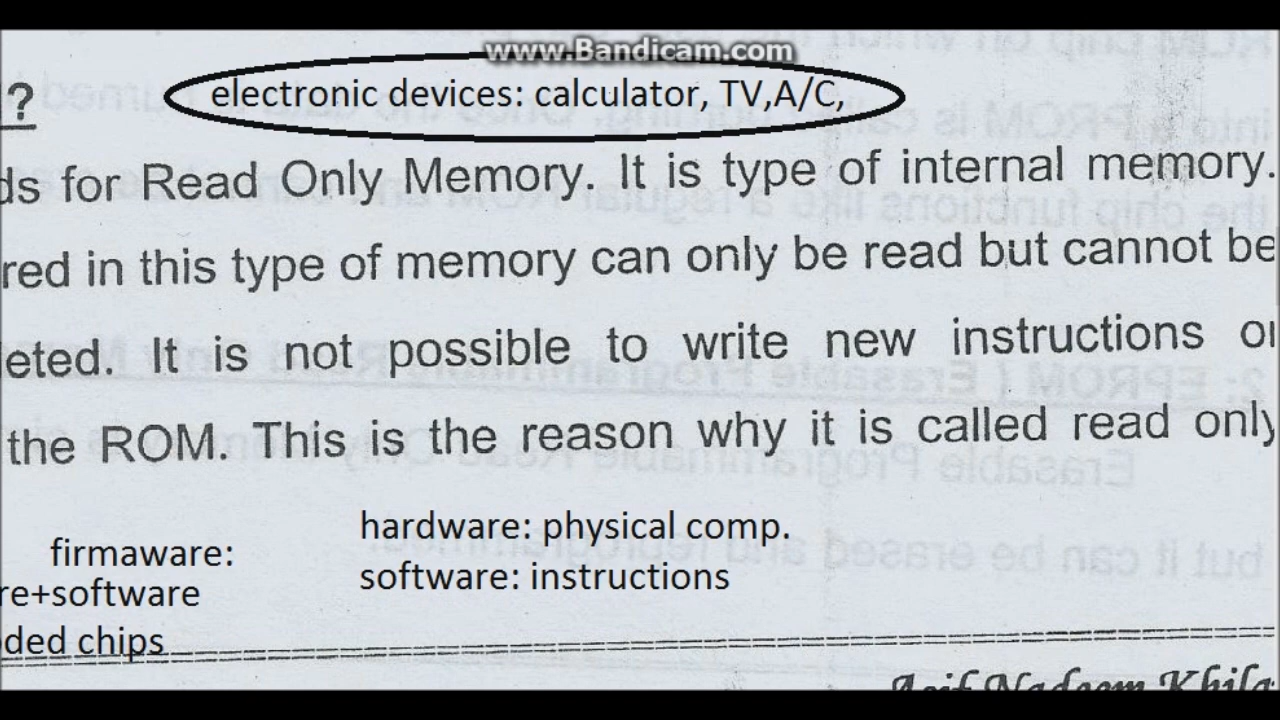 www.Bandicam.com
? electronic devices: calculator, TV,A/C,
ds for Read Only Memory. It is type of internal memory.
red in this type of memory can only be read but cannot be
leted. It is not possible to write new instructions or
the ROM. This is the reason why it is called read only
hardware: physical comp.
firmaware:
software: instructions
re+software
ded chips